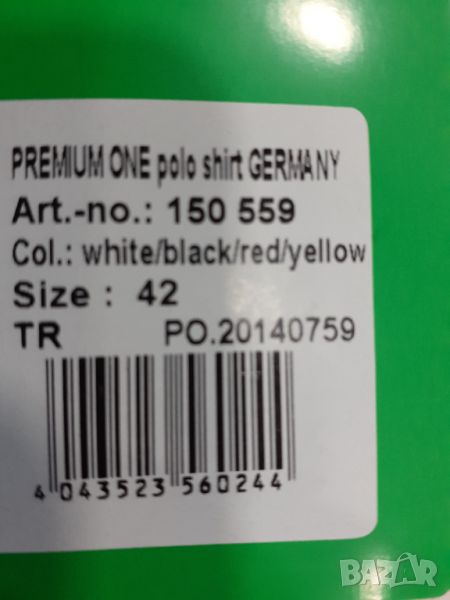 PREMIUM ONE polo shirt GERMANY
Art.-no.: 150 559
Col.: white/black/red/yellow
Size : 42
TR PO.20140759
4 043523 560244
BAZAR